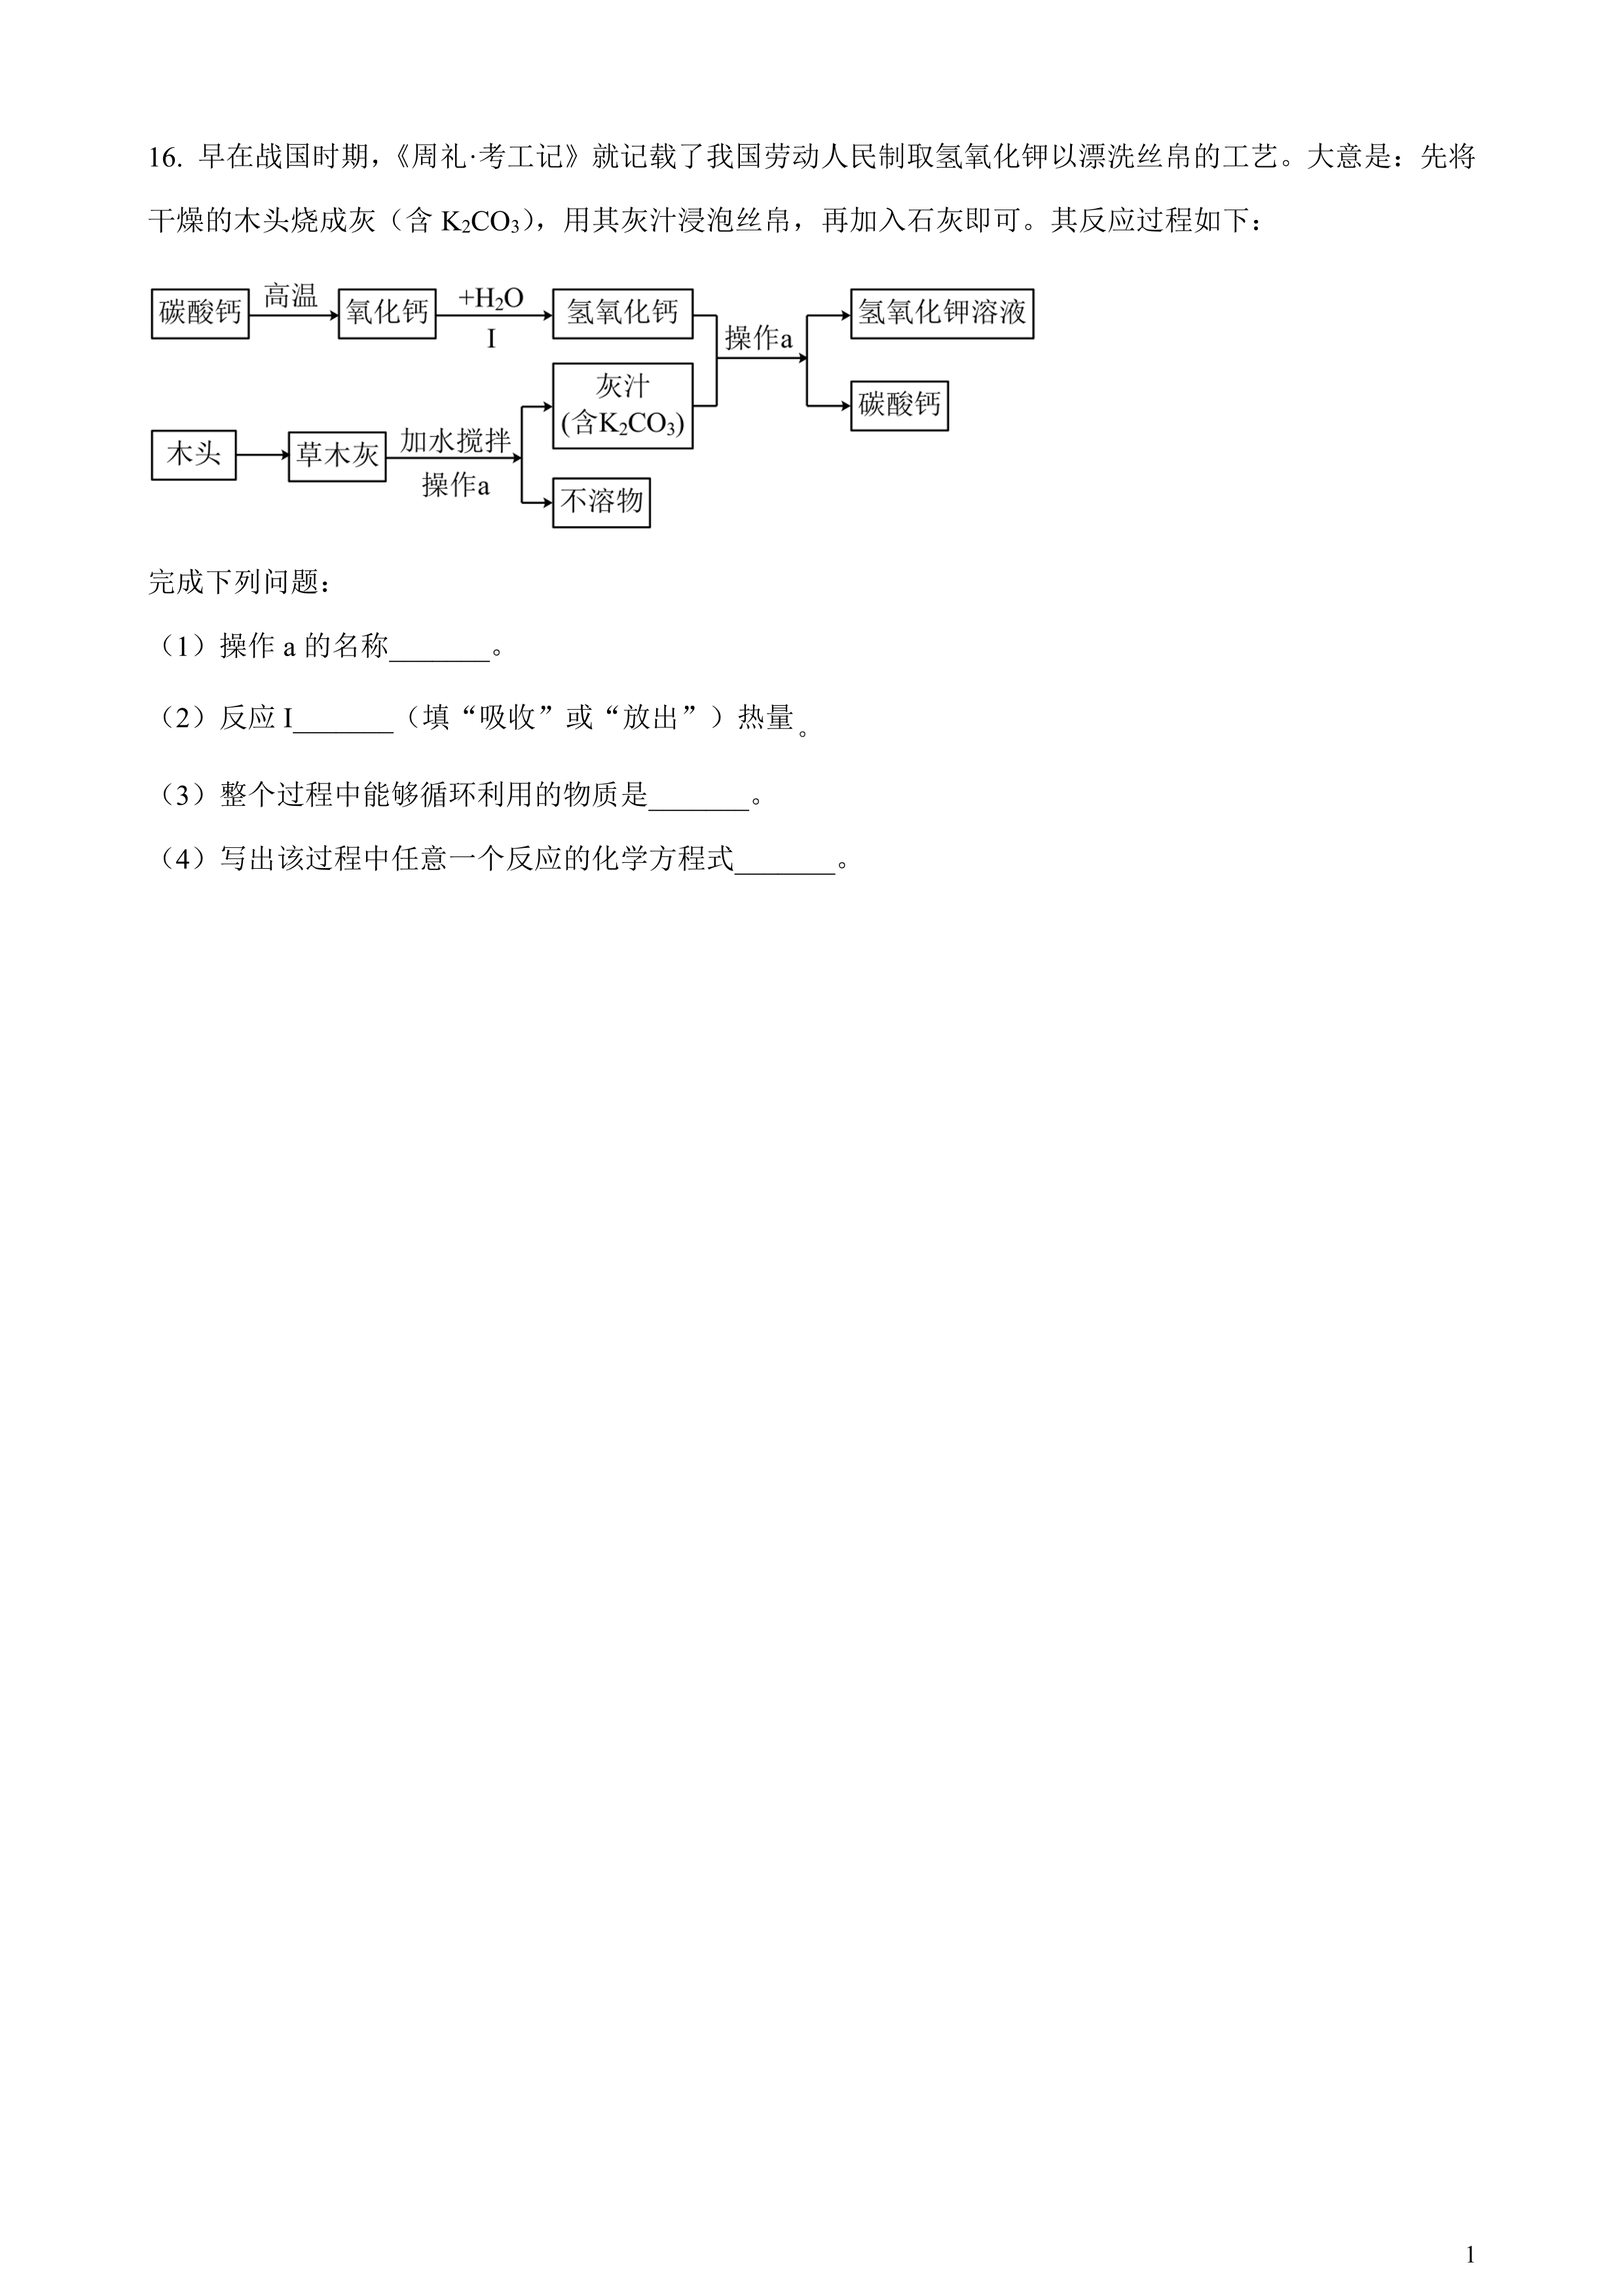 16. 早在战国时期，《周礼·考工记》就记载了我国劳动人民制取氢氧化钾以漂洗丝帛的工艺。大意是：先将
干燥的木头烧成灰（含 K₂CO₃），用其灰汁浸泡丝帛，再加入石灰即可。其反应过程如下：
碳酸钙 高温 氧化钙 +H₂O 氢氧化钙 氢氧化钾溶液
I 操作a
灰汁
(含K₂CO₃) 碳酸钙
木头 草木灰 加水搅拌
操作a 不溶物
完成下列问题：
（1）操作 a 的名称_______。
（2）反应 I_______（填“吸收”或“放出”）热量。
（3）整个过程中能够循环利用的物质是_______。
（4）写出该过程中任意一个反应的化学方程式_______。
1